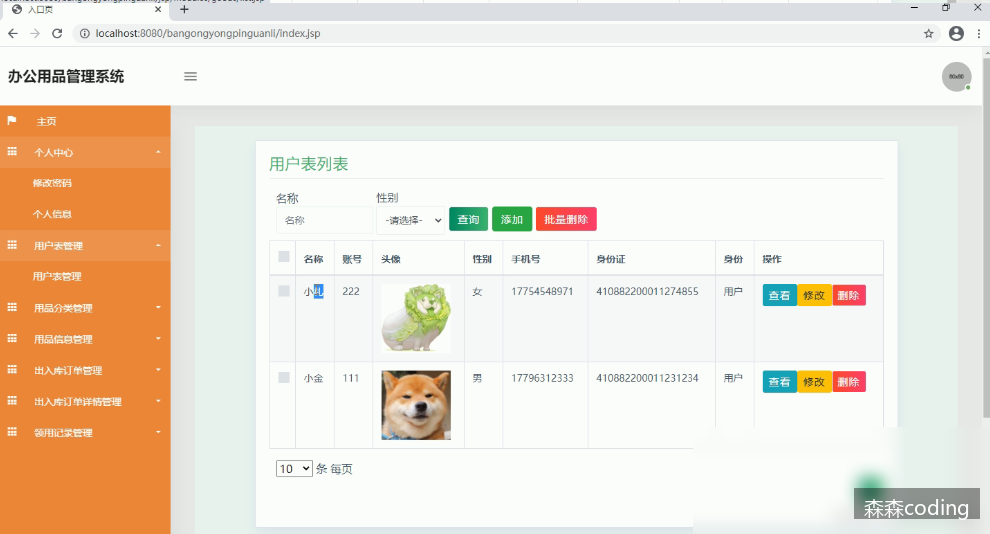 入口页
localhost:8080/bangongyongpinguanli/index.jsp
办公用品管理系统
主页
个人中心
修改密码
个人信息
用户表管理
用户表管理
用品分类管理
用品信息管理
出入库订单管理
出入库订单详情管理
领用记录管理
用户表列表
名称 性别
名称 -请选择- 查询 添加 批量删除
名称 账号 头像 性别 手机号 身份证 身份 操作
小 222 女 17754548971 410882200011274855 用户 查看 修改 删除
小金 111 男 17796312333 410882200011231234 用户 查看 修改 删除
10 条 每页
森森coding